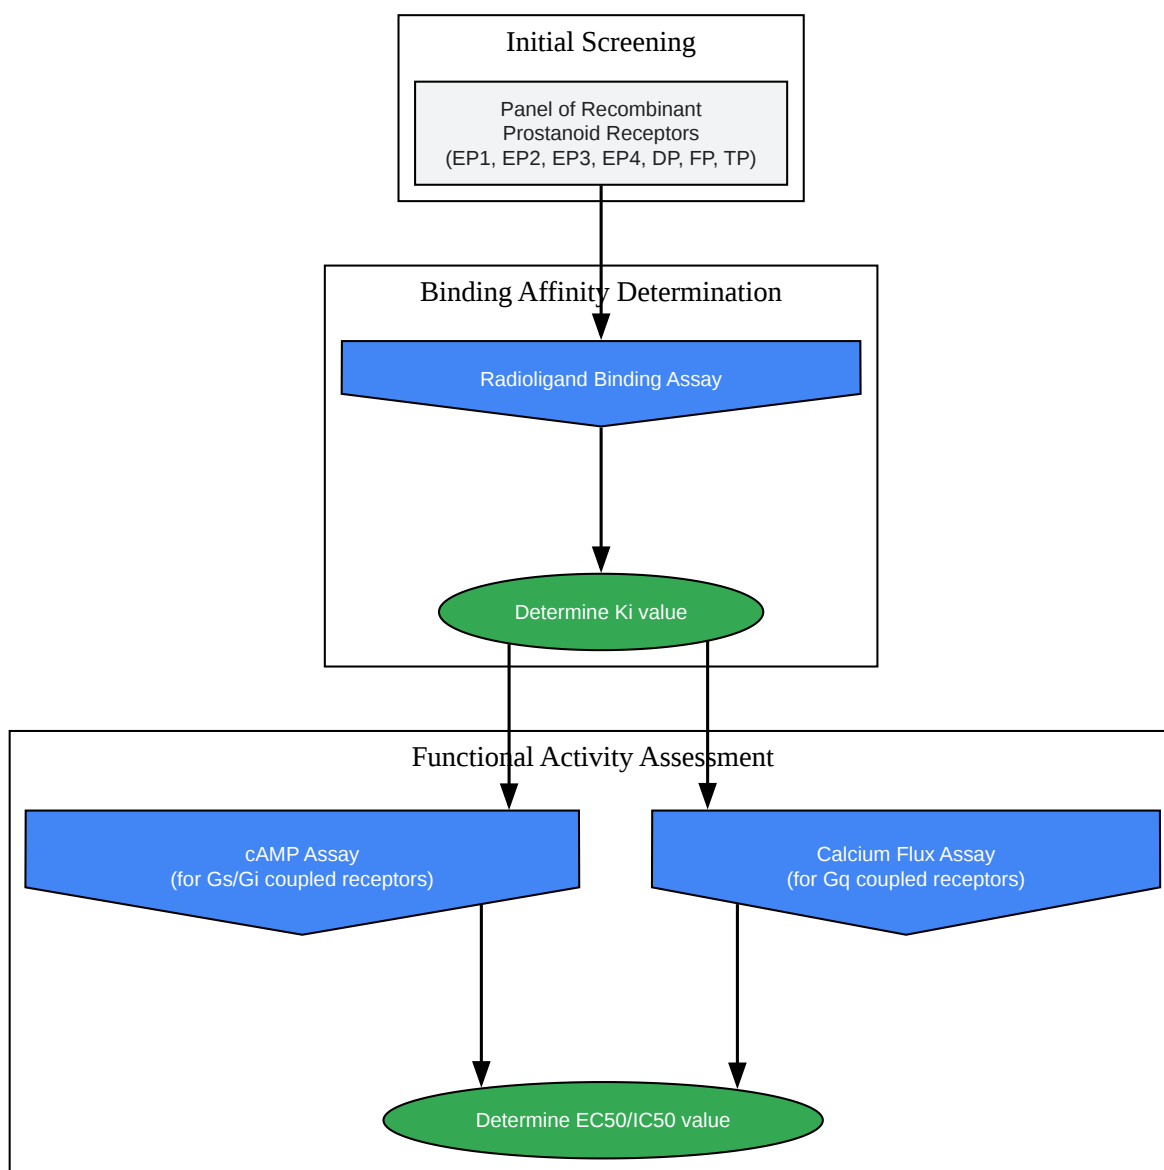 Initial Screening
Panel of Recombinant
Prostanoid Receptors
(EP1, EP2, EP3, EP4, DP, FP, TP)
Binding Affinity Determination
Radioligand Binding Assay
Determine Ki value
Functional Activity Assessment
cAMP Assay
(for Gs/Gi coupled receptors)
Calcium Flux Assay
(for Gq coupled receptors)
Determine EC50/IC50 value